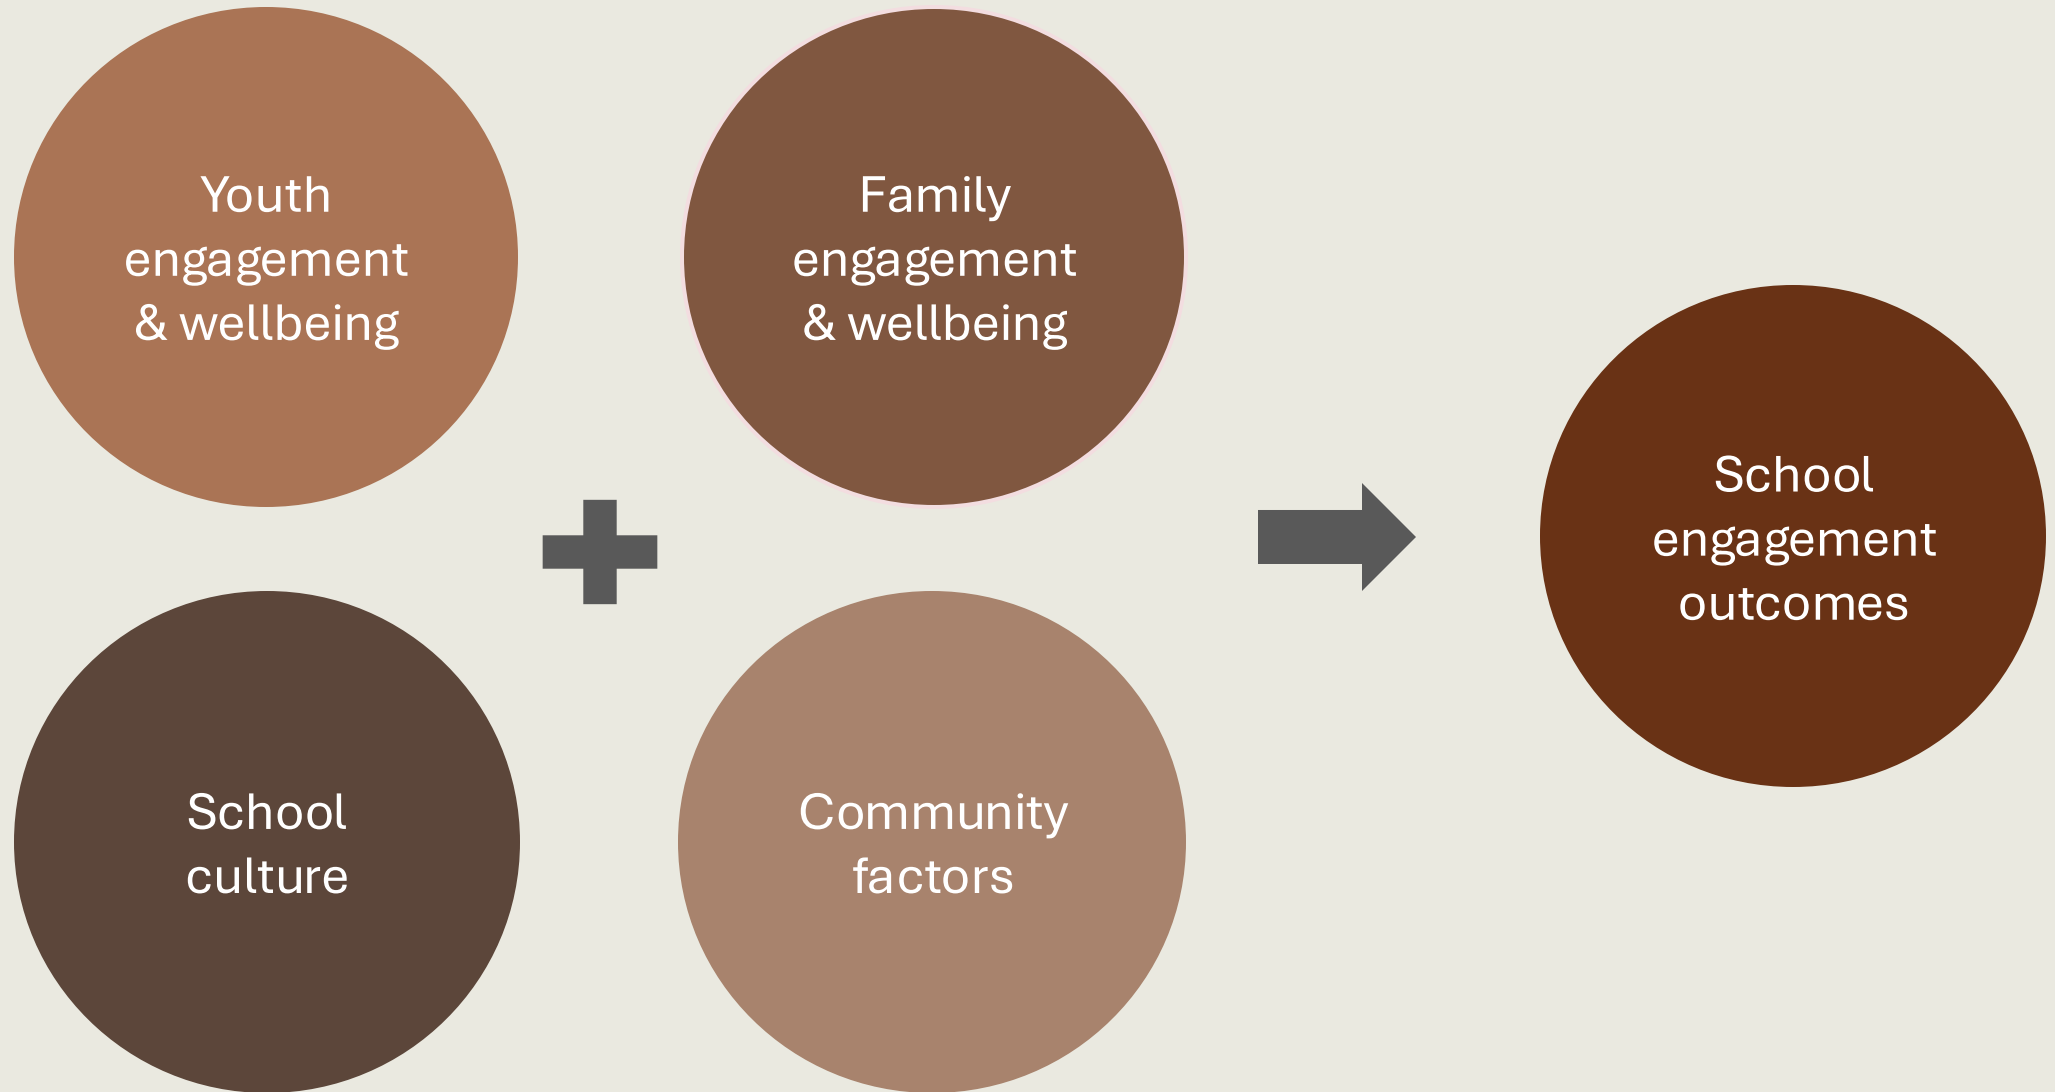 Youth
engagement
& wellbeing
Family
engagement
& wellbeing
School
culture
Community
factors
School
engagement
outcomes